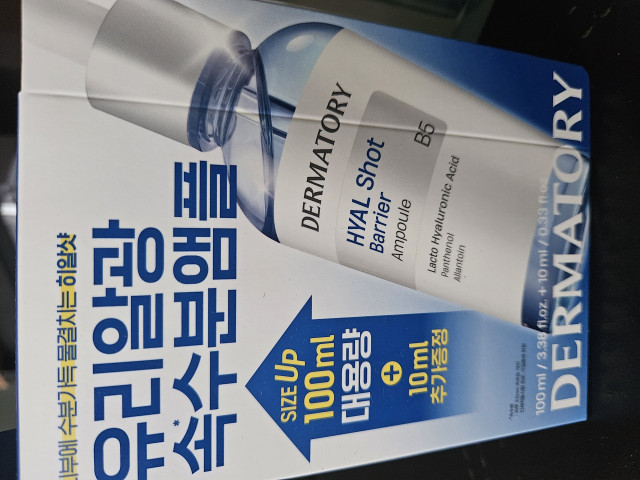 피부에 수분가득 물결치는 히알샷
유리알광
속*수분앰플
SIZE UP
100ml
대용량
+
10ml
추가증정
DERMATORY
HYAL Shot
Barrier
Ampoule
B5
Lacto Hyaluronic Acid
Panthenol
Allantoin
100ml / 3.38 fl.oz. + 10ml / 0.33 fl.oz.
DERMATORY